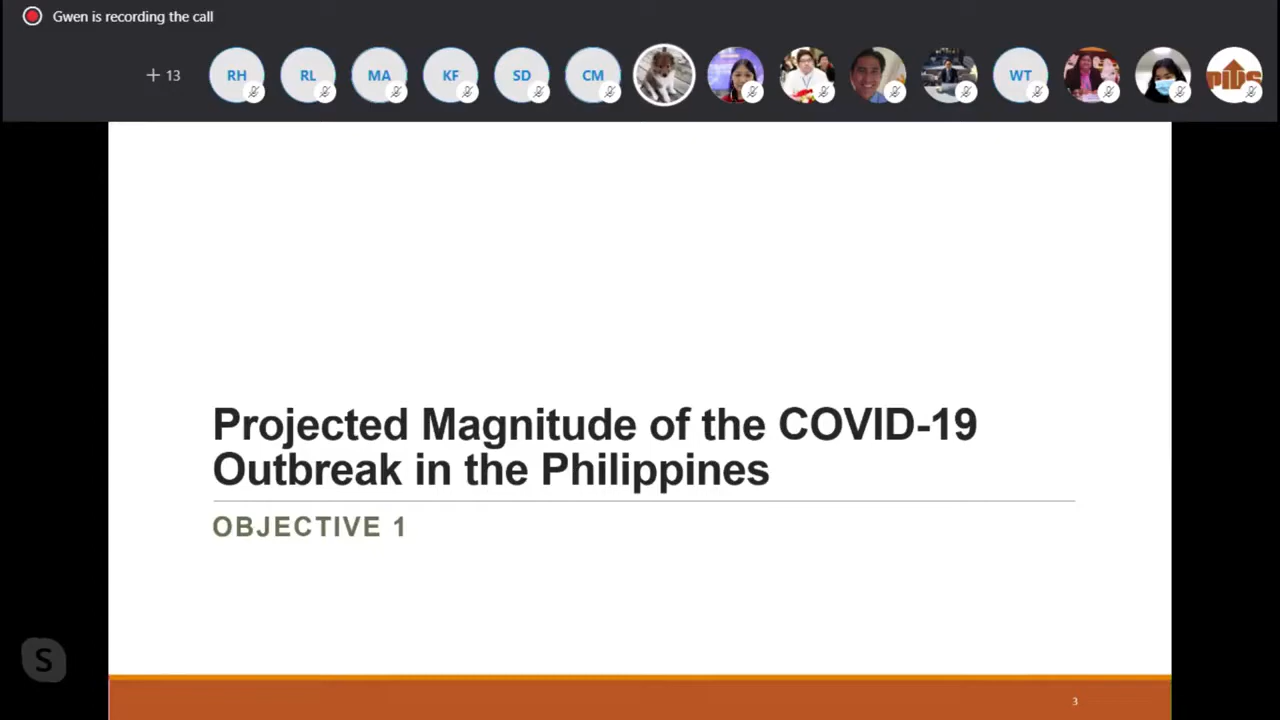 Gwen is recording the call
+ 13
RH
RL
MA
KF
SD
CM
WT
PIDS
Projected Magnitude of the COVID-19
Outbreak in the Philippines
OBJECTIVE 1
S
3